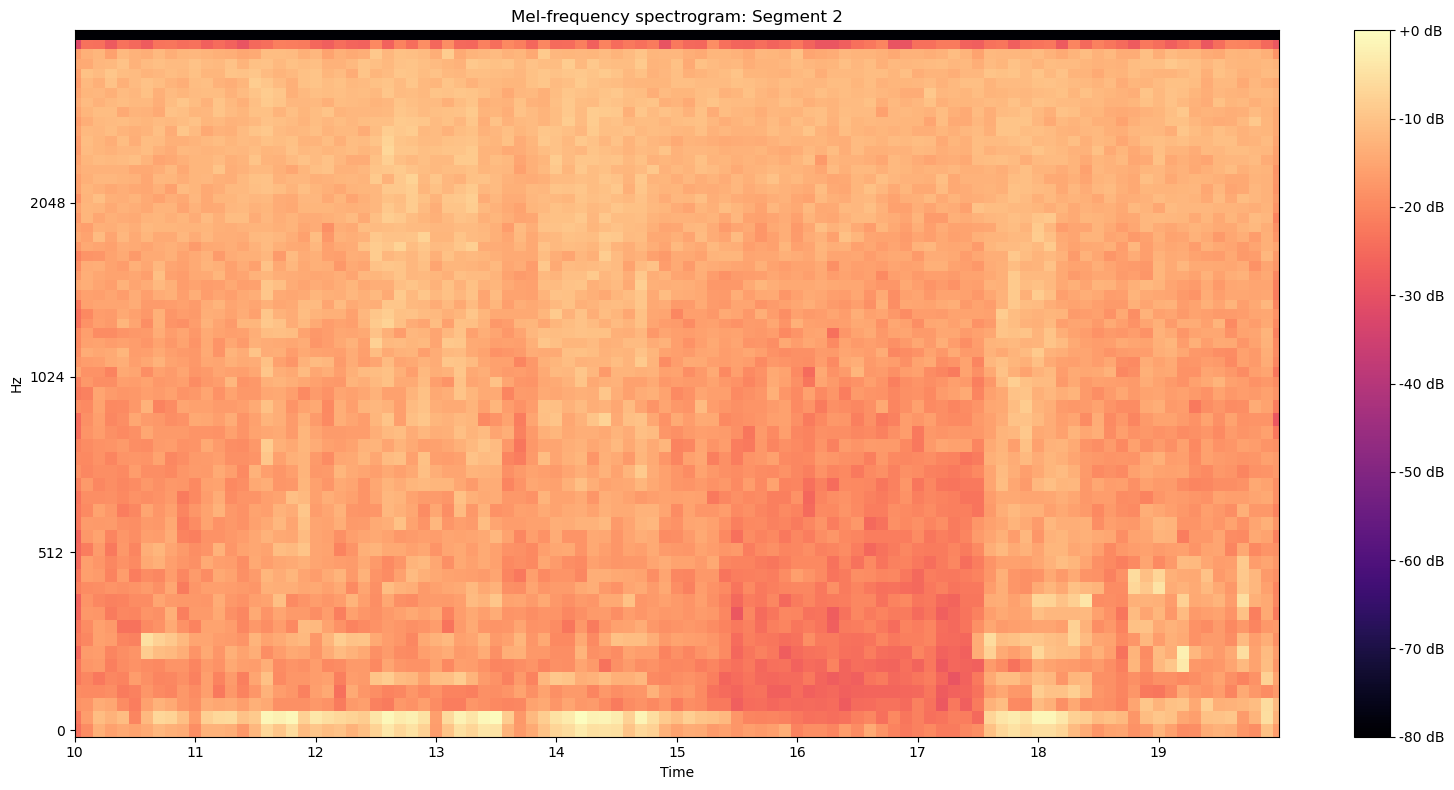 Mel-frequency spectrogram: Segment 2
+0 dB
-10 dB
-20 dB
-30 dB
-40 dB
-50 dB
-60 dB
-70 dB
-80 dB
Hz
2048
1024
512
0
10 11 12 13 14 15 16 17 18 19
Time